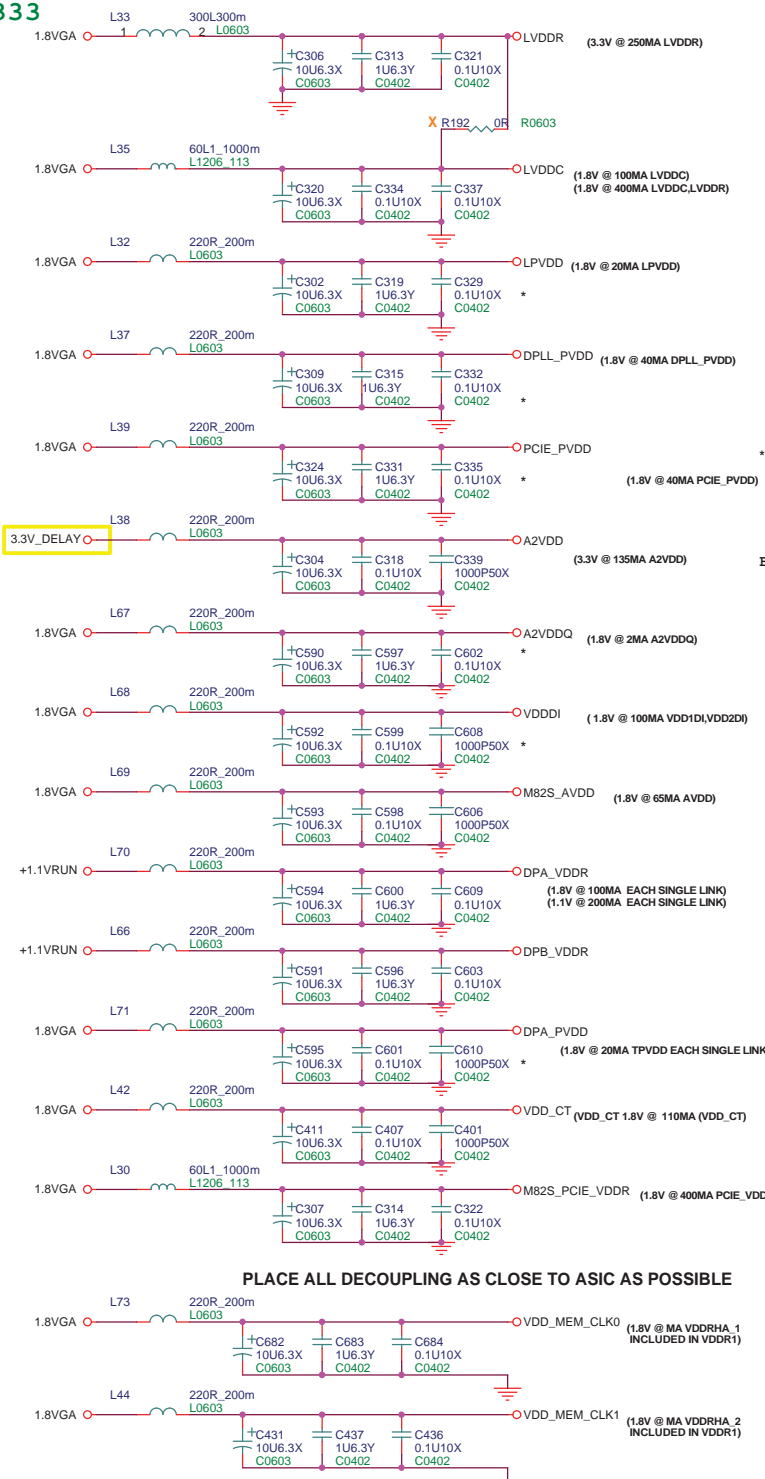 333
L33 300L300m
1.8VGA 1 2 L0603 LVDDR (3.3V @ 250MA LVDDR)
+C306 C313 C321
10U6.3X 1U6.3Y 0.1U10X
C0603 C0402 C0402
X R192 0R R0603
L35 60L1_1000m
1.8VGA L1206_113 LVDDC (1.8V @ 100MA LVDDC)
(1.8V @ 400MA LVDDC,LVDDR)
+C320 C334 C337
10U6.3X 0.1U10X 0.1U10X
C0603 C0402 C0402
L32 220R_200m
1.8VGA L0603 LPVDD (1.8V @ 20MA LPVDD)
+C302 C319 C329
10U6.3X 1U6.3Y 0.1U10X *
C0603 C0402 C0402
L37 220R_200m
1.8VGA L0603 DPLL_PVDD (1.8V @ 40MA DPLL_PVDD)
+C309 C315 C332
10U6.3X 1U6.3Y 0.1U10X
C0603 C0402 C0402 *
L39 220R_200m
1.8VGA L0603 PCIE_PVDD *
+C324 C331 C335
10U6.3X 1U6.3Y 0.1U10X * (1.8V @ 40MA PCIE_PVDD)
C0603 C0402 C0402
L38 220R_200m
3.3V_DELAY L0603 A2VDD
+C304 C318 C339 (3.3V @ 135MA A2VDD) E
10U6.3X 0.1U10X 1000P50X
C0603 C0402 C0402
L67 220R_200m
1.8VGA L0603 A2VDDQ (1.8V @ 2MA A2VDDQ)
+C590 C597 C602 *
10U6.3X 1U6.3Y 0.1U10X
C0603 C0402 C0402
L68 220R_200m
1.8VGA L0603 VDDDI ( 1.8V @ 100MA VDD1DI,VDD2DI)
+C592 C599 C608
10U6.3X 0.1U10X 1000P50X *
C0603 C0402 C0402
L69 220R_200m
1.8VGA L0603 M82S_AVDD (1.8V @ 65MA AVDD)
+C593 C598 C606
10U6.3X 0.1U10X 1000P50X
C0603 C0402 C0402
L70 220R_200m
+1.1VRUN L0603 DPA_VDDR
+C594 C600 C609 (1.8V @ 100MA EACH SINGLE LINK)
10U6.3X 1U6.3Y 0.1U10X (1.1V @ 200MA EACH SINGLE LINK)
C0603 C0402 C0402
L66 220R_200m
+1.1VRUN L0603 DPB_VDDR
+C591 C596 C603
10U6.3X 1U6.3Y 0.1U10X
C0603 C0402 C0402
L71 220R_200m
1.8VGA L0603 DPA_PVDD
+C595 C601 C610 (1.8V @ 20MA TPVDD EACH SINGLE LINK
10U6.3X 0.1U10X 1000P50X *
C0603 C0402 C0402
L42 220R_200m
1.8VGA L0603 VDD_CT (VDD_CT 1.8V @ 110MA (VDD_CT)
+C411 C407 C401
10U6.3X 0.1U10X 1000P50X
C0603 C0402 C0402
L30 60L1_1000m
1.8VGA L1206_113 M82S_PCIE_VDDR (1.8V @ 400MA PCIE_VDD
+C307 C314 C322
10U6.3X 1U6.3Y 0.1U10X
C0603 C0402 C0402
PLACE ALL DECOUPLING AS CLOSE TO ASIC AS POSSIBLE
L73 220R_200m
1.8VGA L0603 VDD_MEM_CLK0 (1.8V @ MA VDDRHA_1
INCLUDED IN VDDR1)
+C682 C683 C684
10U6.3X 1U6.3Y 0.1U10X
C0603 C0402 C0402
L44 220R_200m
1.8VGA L0603 VDD_MEM_CLK1 (1.8V @ MA VDDRHA_2
INCLUDED IN VDDR1)
+C431 C437 C436
10U6.3X 1U6.3Y 0.1U10X
C0603 C0402 C0402